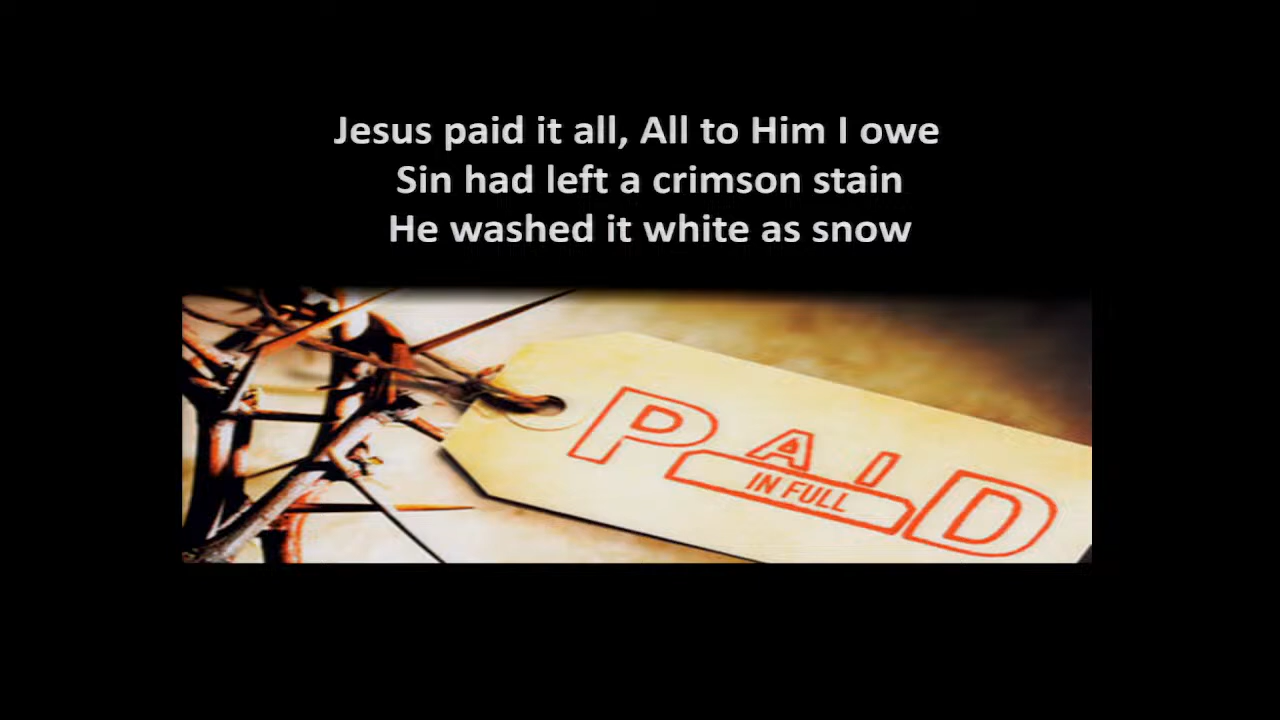 Jesus paid it all, All to Him I owe
Sin had left a crimson stain
He washed it white as snow
PAID
IN FULL